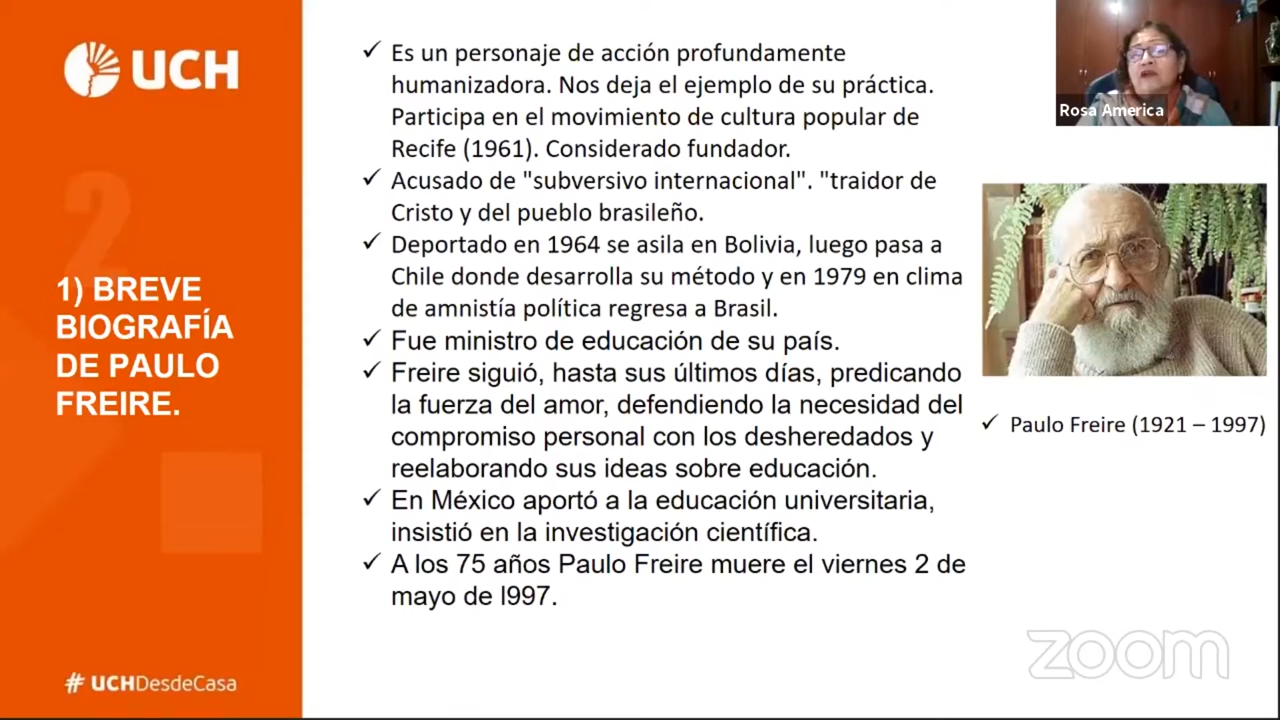 UCH
2
1) BREVE
BIOGRAFÍA
DE PAULO
FREIRE.
# UCHDesdeCasa
✓ Es un personaje de acción profundamente
humanizadora. Nos deja el ejemplo de su práctica.
Participa en el movimiento de cultura popular de
Recife (1961). Considerado fundador.
✓ Acusado de "subversivo internacional". "traidor de
Cristo y del pueblo brasileño.
✓ Deportado en 1964 se asila en Bolivia, luego pasa a
Chile donde desarrolla su método y en 1979 en clima
de amnistía política regresa a Brasil.
✓ Fue ministro de educación de su país.
✓ Freire siguió, hasta sus últimos días, predicando
la fuerza del amor, defendiendo la necesidad del
compromiso personal con los desheredados y
reelaborando sus ideas sobre educación.
✓ En México aportó a la educación universitaria,
insistió en la investigación científica.
✓ A los 75 años Paulo Freire muere el viernes 2 de
mayo de l997.
Rosa America
✓ Paulo Freire (1921 – 1997)
zoom